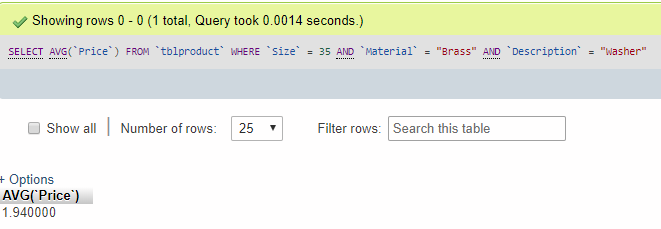 Showing rows 0 - 0 (1 total, Query took 0.0014 seconds.)
SELECT AVG(`Price`) FROM `tblproduct` WHERE `Size` = 35 AND `Material` = "Brass" AND `Description` = "Washer"
Show all | Number of rows: 25 Filter rows: Search this table
+ Options
AVG(`Price`)
1.940000